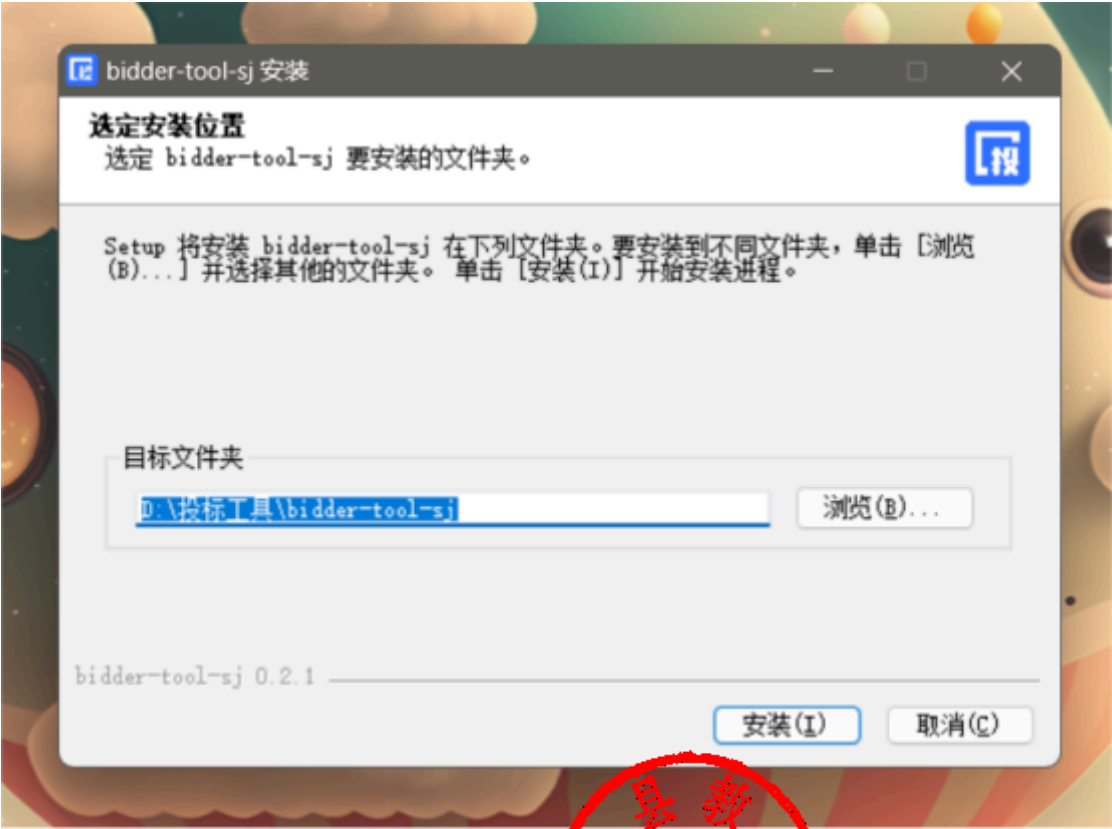 bidder-tool-sj 安装
选定安装位置
选定 bidder-tool-sj 要安装的文件夹。
投
Setup 将安装 bidder-tool-sj 在下列文件夹。要安装到不同文件夹，单击 [浏览
(B)...] 并选择其他的文件夹。 单击 [安装(I)] 开始安装进程。
目标文件夹
D:\投标工具\bidder-tool-sj
浏览(B)...
bidder-tool-sj 0.2.1
安装(I)
取消(C)
县教